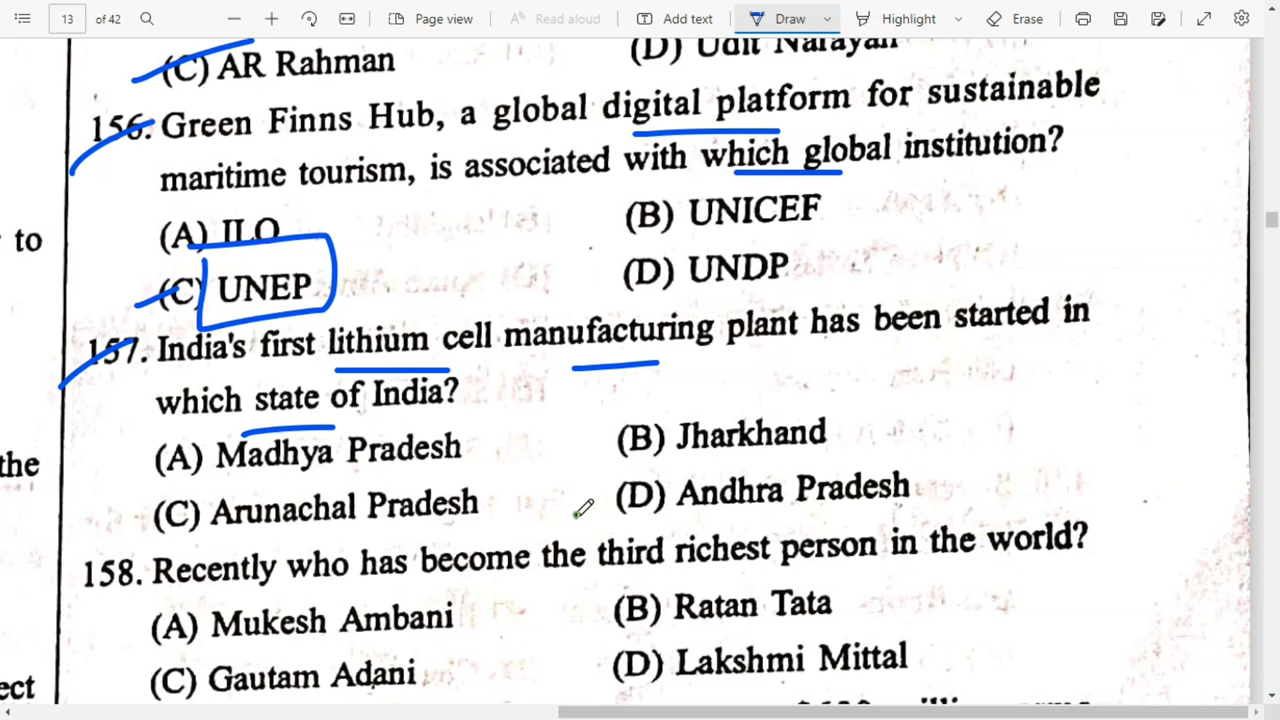 13 of 42 Page view Read aloud Add text Draw Highlight Erase
(C) AR Rahman (D) Udit Narayan
156. Green Finns Hub, a global digital platform for sustainable
maritime tourism, is associated with which global institution?
(A) ILO (B) UNICEF
to
(C) UNEP (D) UNDP
157. India's first lithium cell manufacturing plant has been started in
which state of India?
(A) Madhya Pradesh (B) Jharkhand
the
(C) Arunachal Pradesh (D) Andhra Pradesh
158. Recently who has become the third richest person in the world?
(A) Mukesh Ambani (B) Ratan Tata
(C) Gautam Adani (D) Lakshmi Mittal
ect